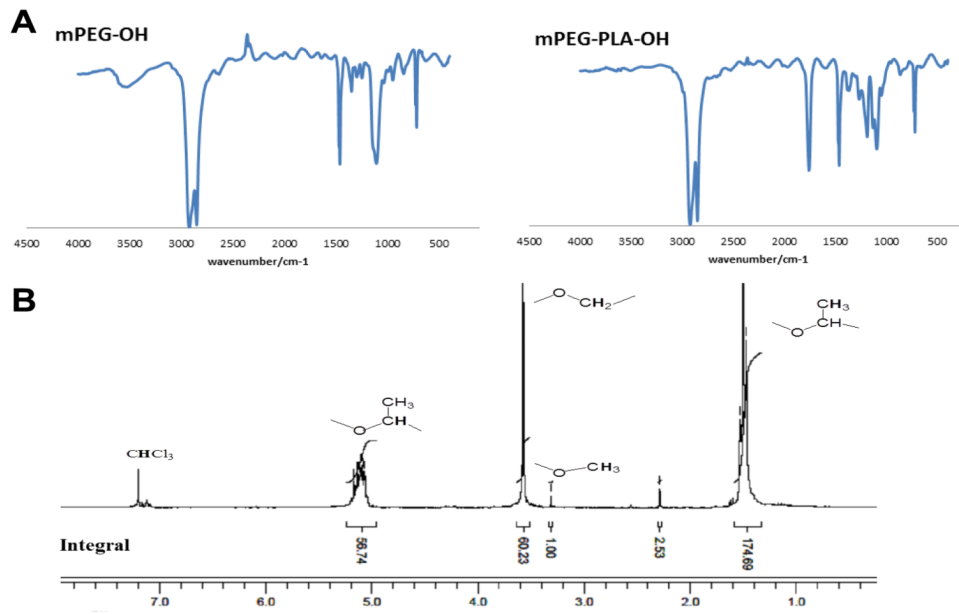 A
mPEG-OH
mPEG-PLA-OH
4500 4000 3500 3000 2500 2000 1500 1000 500
wavenumber/cm-1
4500 4000 3500 3000 2500 2000 1500 1000 500
wavenumber/cm-1
B
O CH2
CH3
O CH
CH3
O CH
CHCl3
O CH3
Integral
56.74
60.23
1.00
2.53
174.69
7.0 6.0 5.0 4.0 3.0 2.0 1.0